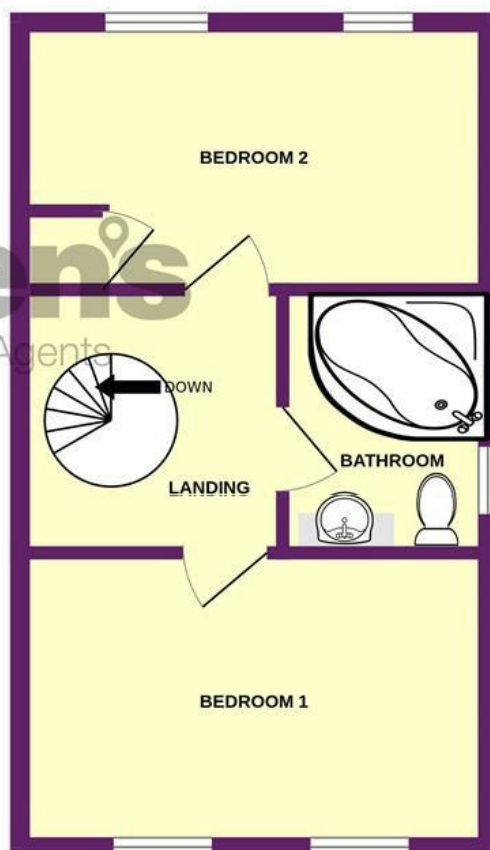 BEDROOM 2
en's
Agents
DOWN
BATHROOM
LANDING
BEDROOM 1